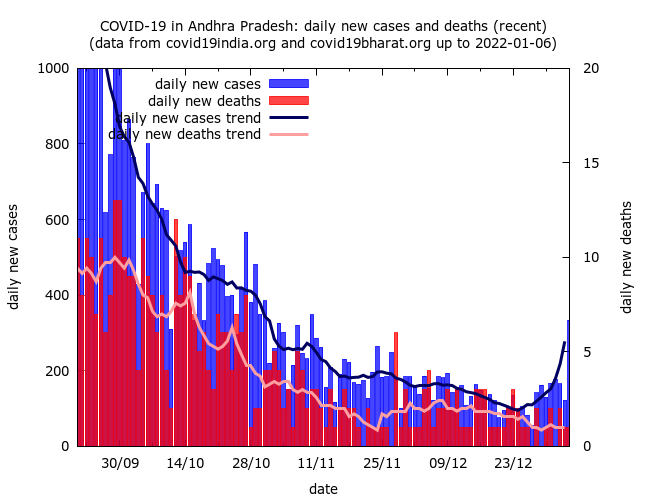 COVID-19 in Andhra Pradesh: daily new cases and deaths (recent)
(data from covid19india.org and covid19bharat.org up to 2022-01-06)
daily new cases
daily new deaths
daily new cases trend
daily new deaths trend
1000
800
600
400
200
0
20
15
10
5
0
daily new cases
daily new deaths
30/09 14/10 28/10 11/11 25/11 09/12 23/12
date